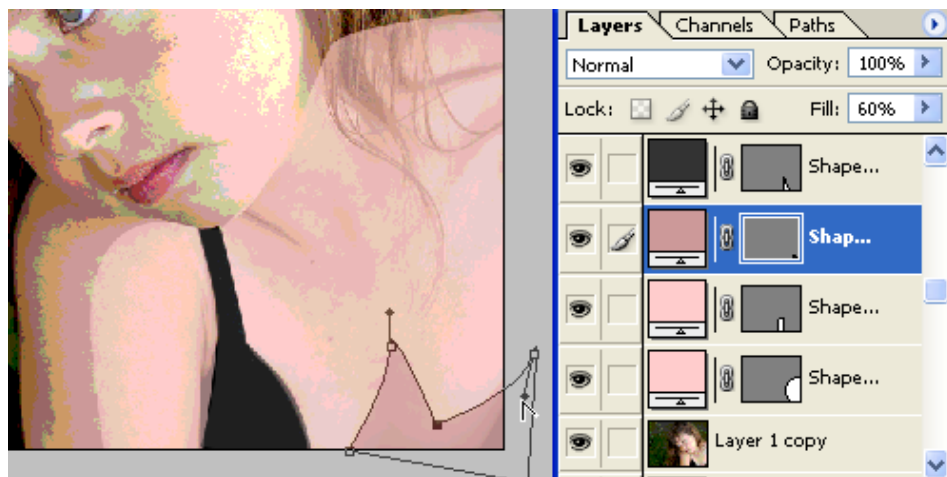 Layers Channels Paths
Normal Opacity: 100%
Lock: Fill: 60%
Shape...
Shap...
Shape...
Shape...
Layer 1 copy